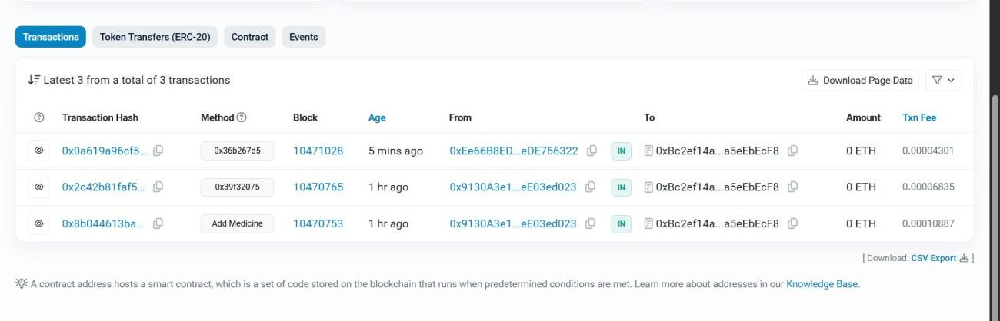 Transactions Token Transfers (ERC-20) Contract Events
Latest 3 from a total of 3 transactions Download Page Data
Transaction Hash Method Block Age From To Amount Txn Fee
0x0a619a96cf5... 0x36b267d5 10471028 5 mins ago 0xEe66B8ED...eDE766322 IN 0xBc2ef14a...a5eEbEcF8 0 ETH 0.00004301
0x2c42b81faf5... 0x39f32075 10470765 1 hr ago 0x9130A3e1...eE03ed023 IN 0xBc2ef14a...a5eEbEcF8 0 ETH 0.00006835
0x8b044613ba... Add Medicine 10470753 1 hr ago 0x9130A3e1...eE03ed023 IN 0xBc2ef14a...a5eEbEcF8 0 ETH 0.00010887
[ Download: CSV Export ]
A contract address hosts a smart contract, which is a set of code stored on the blockchain that runs when predetermined conditions are met. Learn more about addresses in our Knowledge Base.